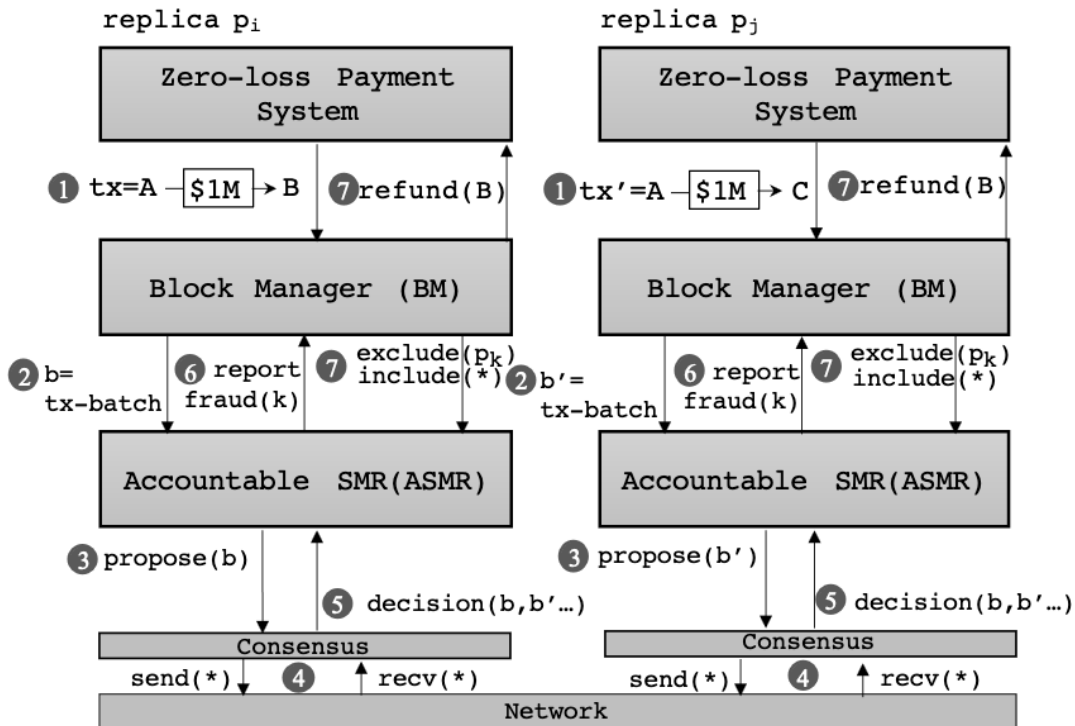 replica pᵢ
Zero-loss Payment
System
1 tx=A $1M B
7 refund(B)
Block Manager (BM)
2 b=
tx-batch
6 report
fraud(k)
7 exclude(pₖ)
include(*)
Accountable SMR(ASMR)
3 propose(b)
5 decision(b,b’…)
Consensus
send(*) 4 recv(*)
replica pⱼ
Zero-loss Payment
System
1 tx’=A $1M C
7 refund(B)
Block Manager (BM)
2 b’=
tx-batch
6 report
fraud(k)
7 exclude(pₖ)
include(*)
Accountable SMR(ASMR)
3 propose(b’)
5 decision(b,b’…)
Consensus
send(*) 4 recv(*)
Network